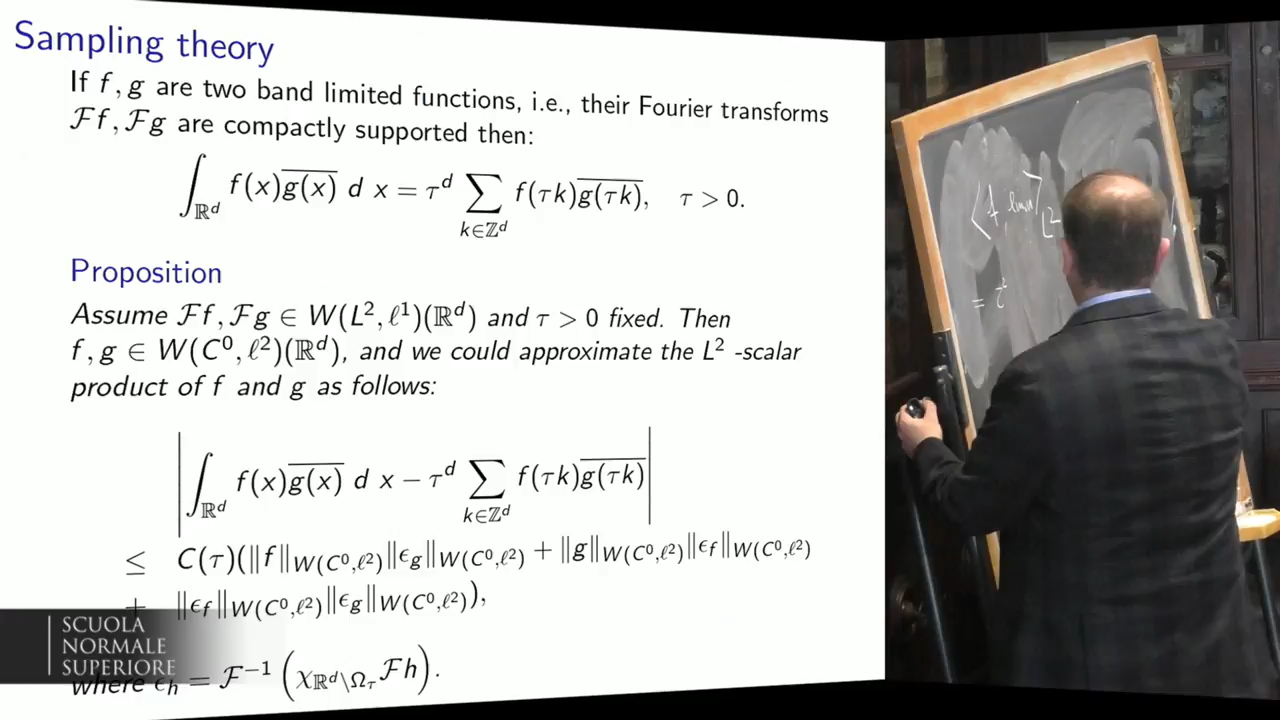 Sampling theory
If f, g are two band limited functions, i.e., their Fourier transforms
ℱf, ℱg are compactly supported then:
∫_{ℝ^d} f(x)\overline{g(x)} d x = τ^d ∑_{k∈ℤ^d} f(τk)\overline{g(τk)},   τ > 0.
Proposition
Assume ℱf, ℱg ∈ W(L², ℓ¹)(ℝ^d) and τ > 0 fixed. Then
f, g ∈ W(C⁰, ℓ²)(ℝ^d), and we could approximate the L² -scalar
product of f and g as follows:
|∫_{ℝ^d} f(x)\overline{g(x)} d x − τ^d ∑_{k∈ℤ^d} f(τk)\overline{g(τk)}|
≤ C(τ)(‖f‖_{W(C⁰,ℓ²)}‖ϵ_g‖_{W(C⁰,ℓ²)} + ‖g‖_{W(C⁰,ℓ²)}‖ϵ_f‖_{W(C⁰,ℓ²)}
+ ‖ϵ_f‖_{W(C⁰,ℓ²)}‖ϵ_g‖_{W(C⁰,ℓ²)}),
where ϵ_h = ℱ^{−1}(χ_{ℝ^d\Ω_τ} ℱh).
SCUOLA
NORMALE
SUPERIORE